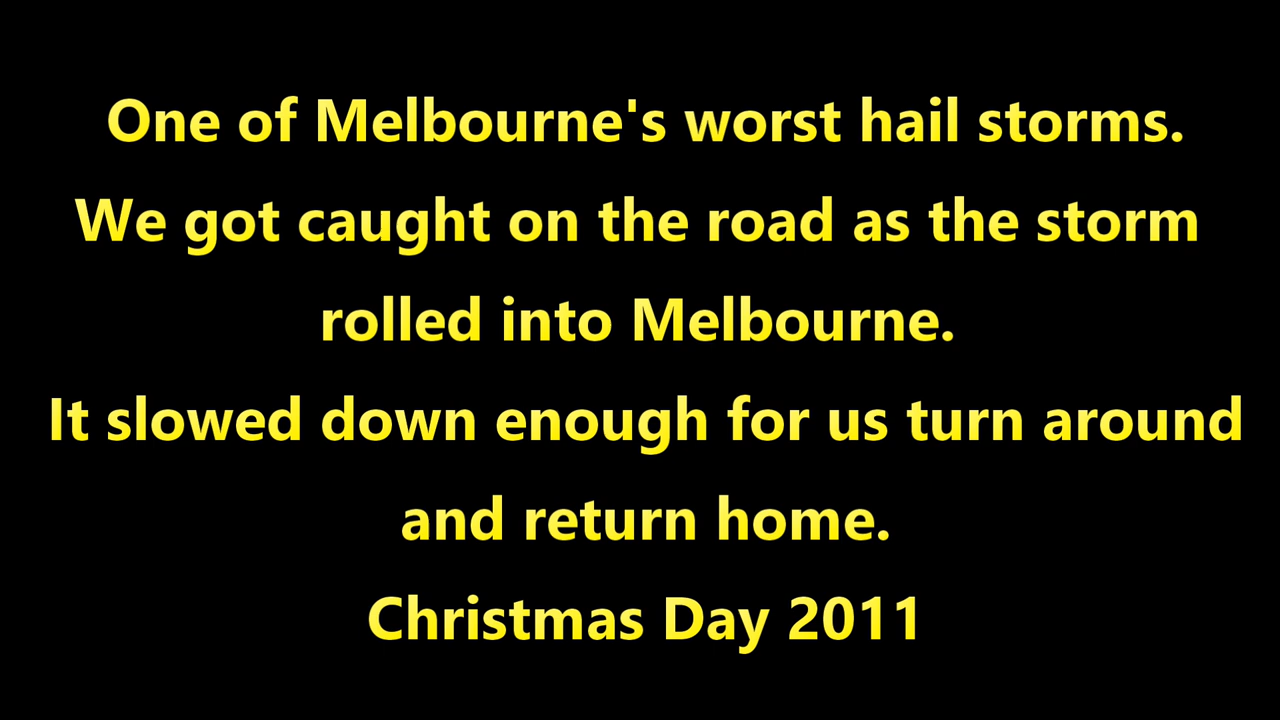 One of Melbourne's worst hail storms.
We got caught on the road as the storm
rolled into Melbourne.
It slowed down enough for us turn around
and return home.
Christmas Day 2011